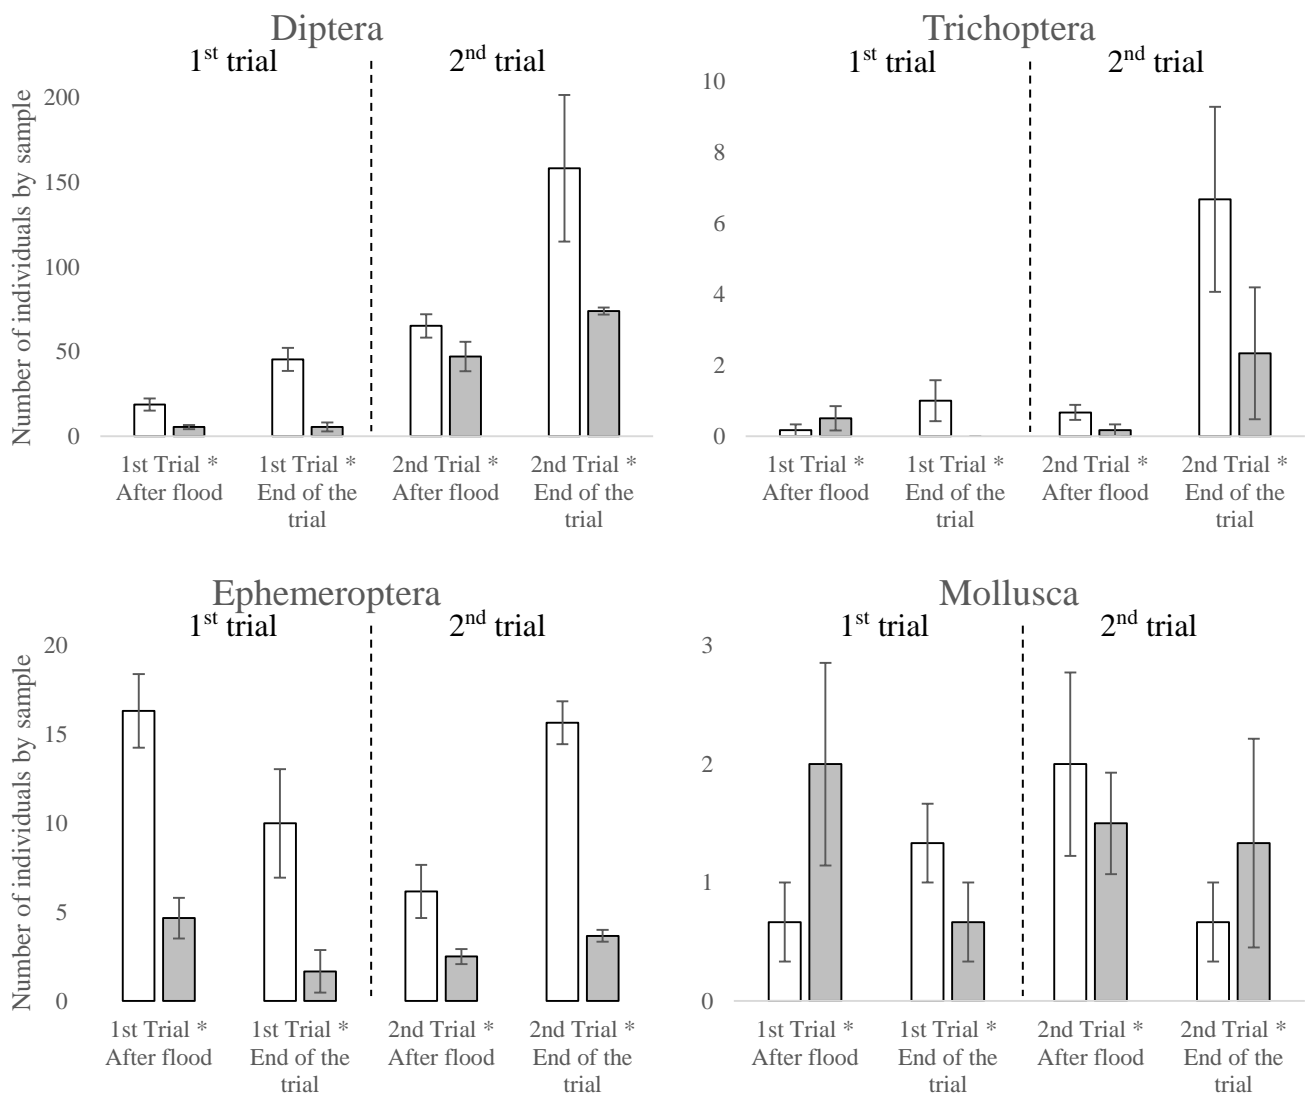 Diptera
1st trial
2nd trial
Number of individuals by sample
200
150
100
50
0
1st Trial *
After flood
1st Trial *
End of the
trial
2nd Trial *
After flood
2nd Trial *
End of the
trial
Trichoptera
1st trial
2nd trial
10
8
6
4
2
0
1st Trial *
After flood
1st Trial *
End of the
trial
2nd Trial *
After flood
2nd Trial *
End of the
trial
Ephemeroptera
1st trial
2nd trial
Number of individuals by sample
20
15
10
5
0
1st Trial *
After flood
1st Trial *
End of the
trial
2nd Trial *
After flood
2nd Trial *
End of the
trial
Mollusca
1st trial
2nd trial
3
2
1
0
1st Trial *
After flood
1st Trial *
End of the
trial
2nd Trial *
After flood
2nd Trial *
End of the
trial